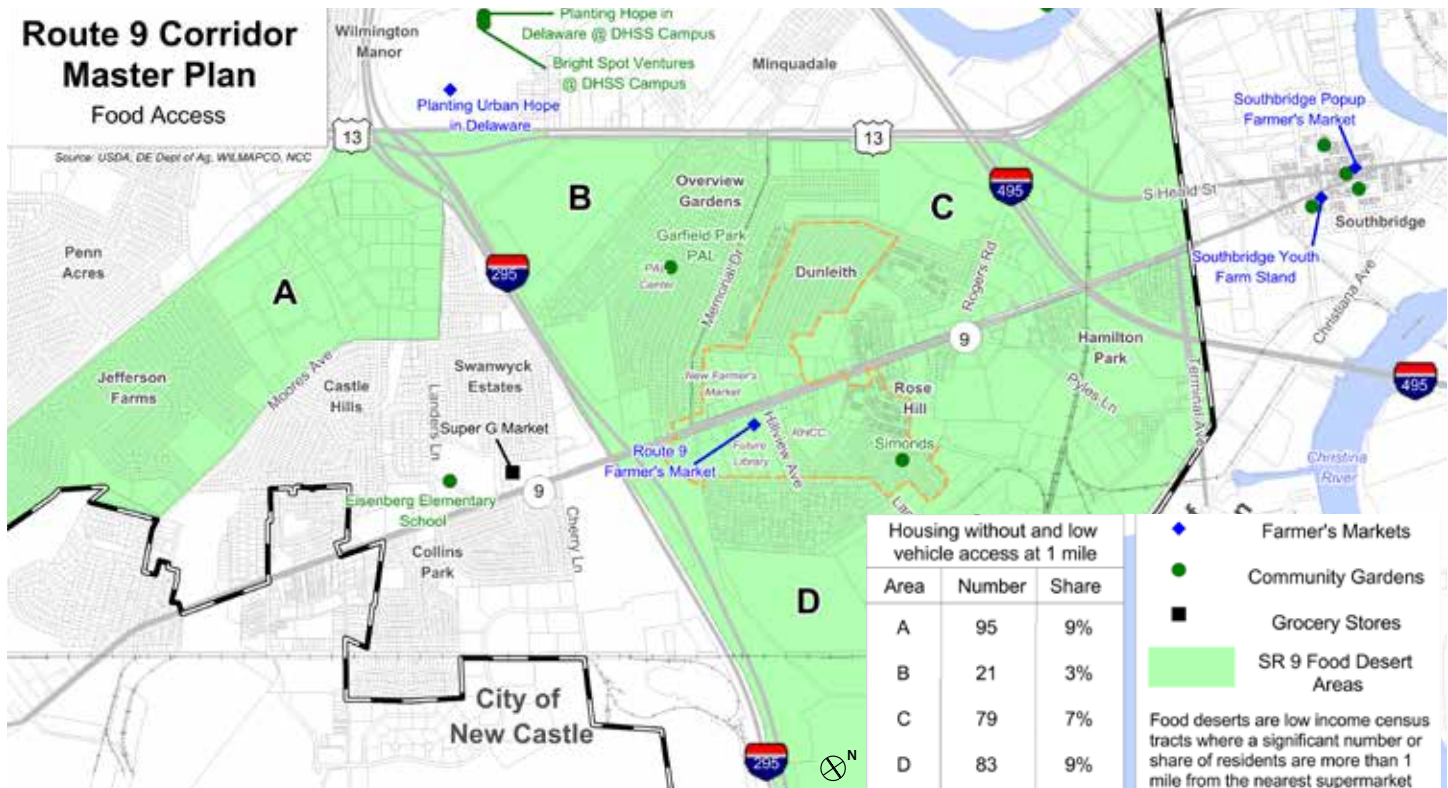 Route 9 Corridor
Master Plan
Food Access
Source: USDA, DE Dept of Ag, WILMAPCO, NCC
Wilmington
Manor
Planting Hope in
Delaware @ DHSS Campus
Bright Spot Ventures
@ DHSS Campus
Minquadale
Planting Urban Hope
in Delaware
13
13
Southbridge Popup
Farmer's Market
S Heald St
Southbridge
Southbridge Youth
Farm Stand
Christiana Ave
Penn
Acres
A
B
Overview
Gardens
Garfield Park
PAL
PAL
Center
Memorial Dr
C
495
Dunleith
Rogers Rd
295
9
Hamilton
Park
Pyles Ln
Terminal Ave
495
Jefferson
Farms
Moores Ave
Castle
Hills
Landers Ln
Swanwyck
Estates
Super G Market
New Farmer's
Market
Rose
Hill
Simonds
Route 9
Farmer's Market
Future
Library
Hillview Ave
RNCC
Christina
River
Eisenberg Elementary
School
9
Cherry Ln
Collins
Park
D
City of
New Castle
295
N
Housing without and low
vehicle access at 1 mile
Area Number Share
A 95 9%
B 21 3%
C 79 7%
D 83 9%
Farmer's Markets
Community Gardens
Grocery Stores
SR 9 Food Desert
Areas
Food deserts are low income census
tracts where a significant number or
share of residents are more than 1
mile from the nearest supermarket